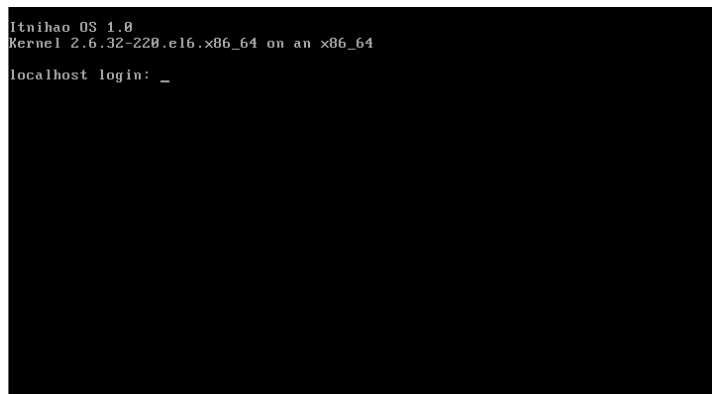 Itnihao OS 1.0
Kernel 2.6.32-220.el6.x86_64 on an x86_64
localhost login: _